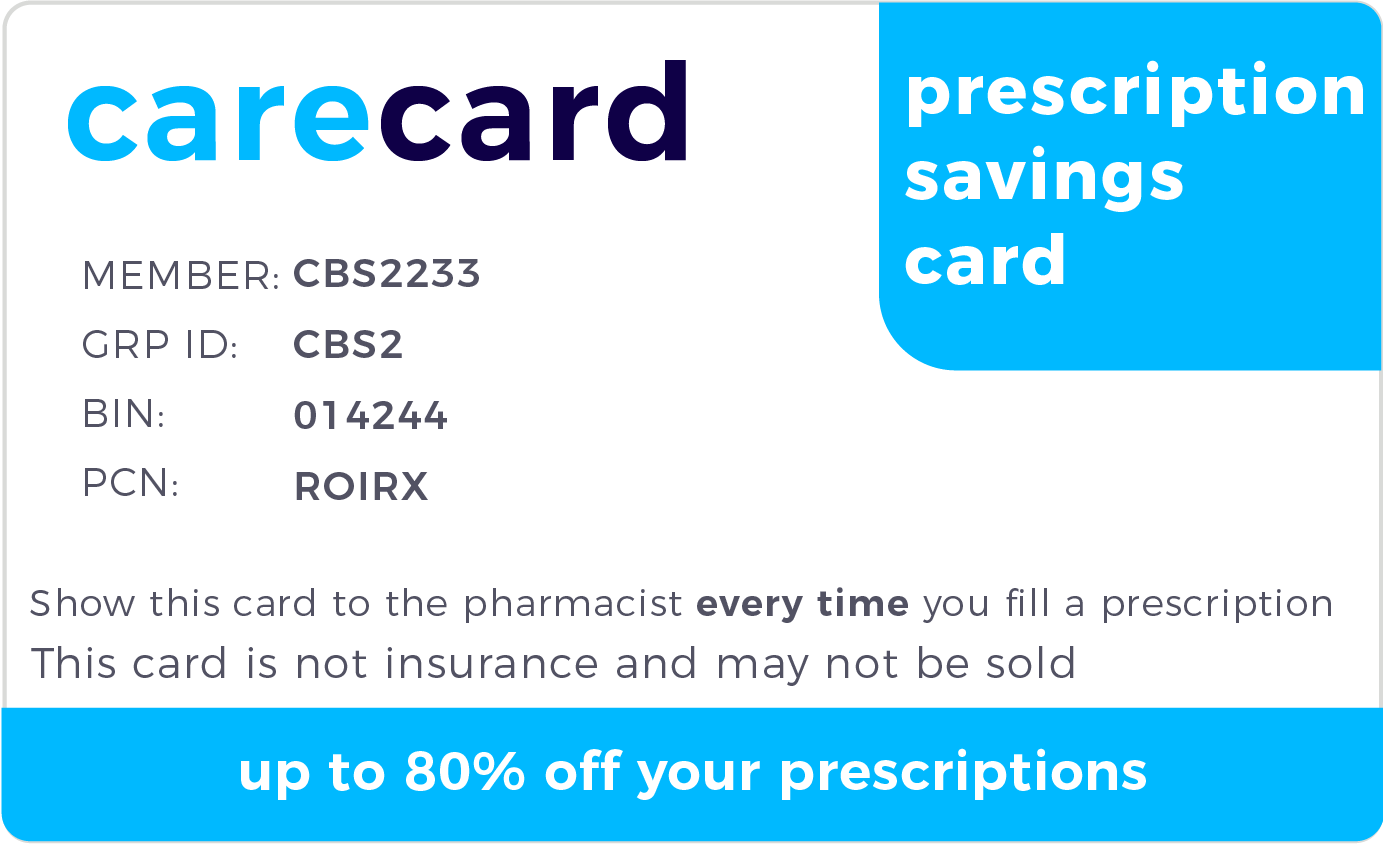 carecard
prescription
savings
card
MEMBER: CBS2233
GRP ID: CBS2
BIN: 014244
PCN: ROIRX
Show this card to the pharmacist every time you fill a prescription
This card is not insurance and may not be sold
up to 80% off your prescriptions